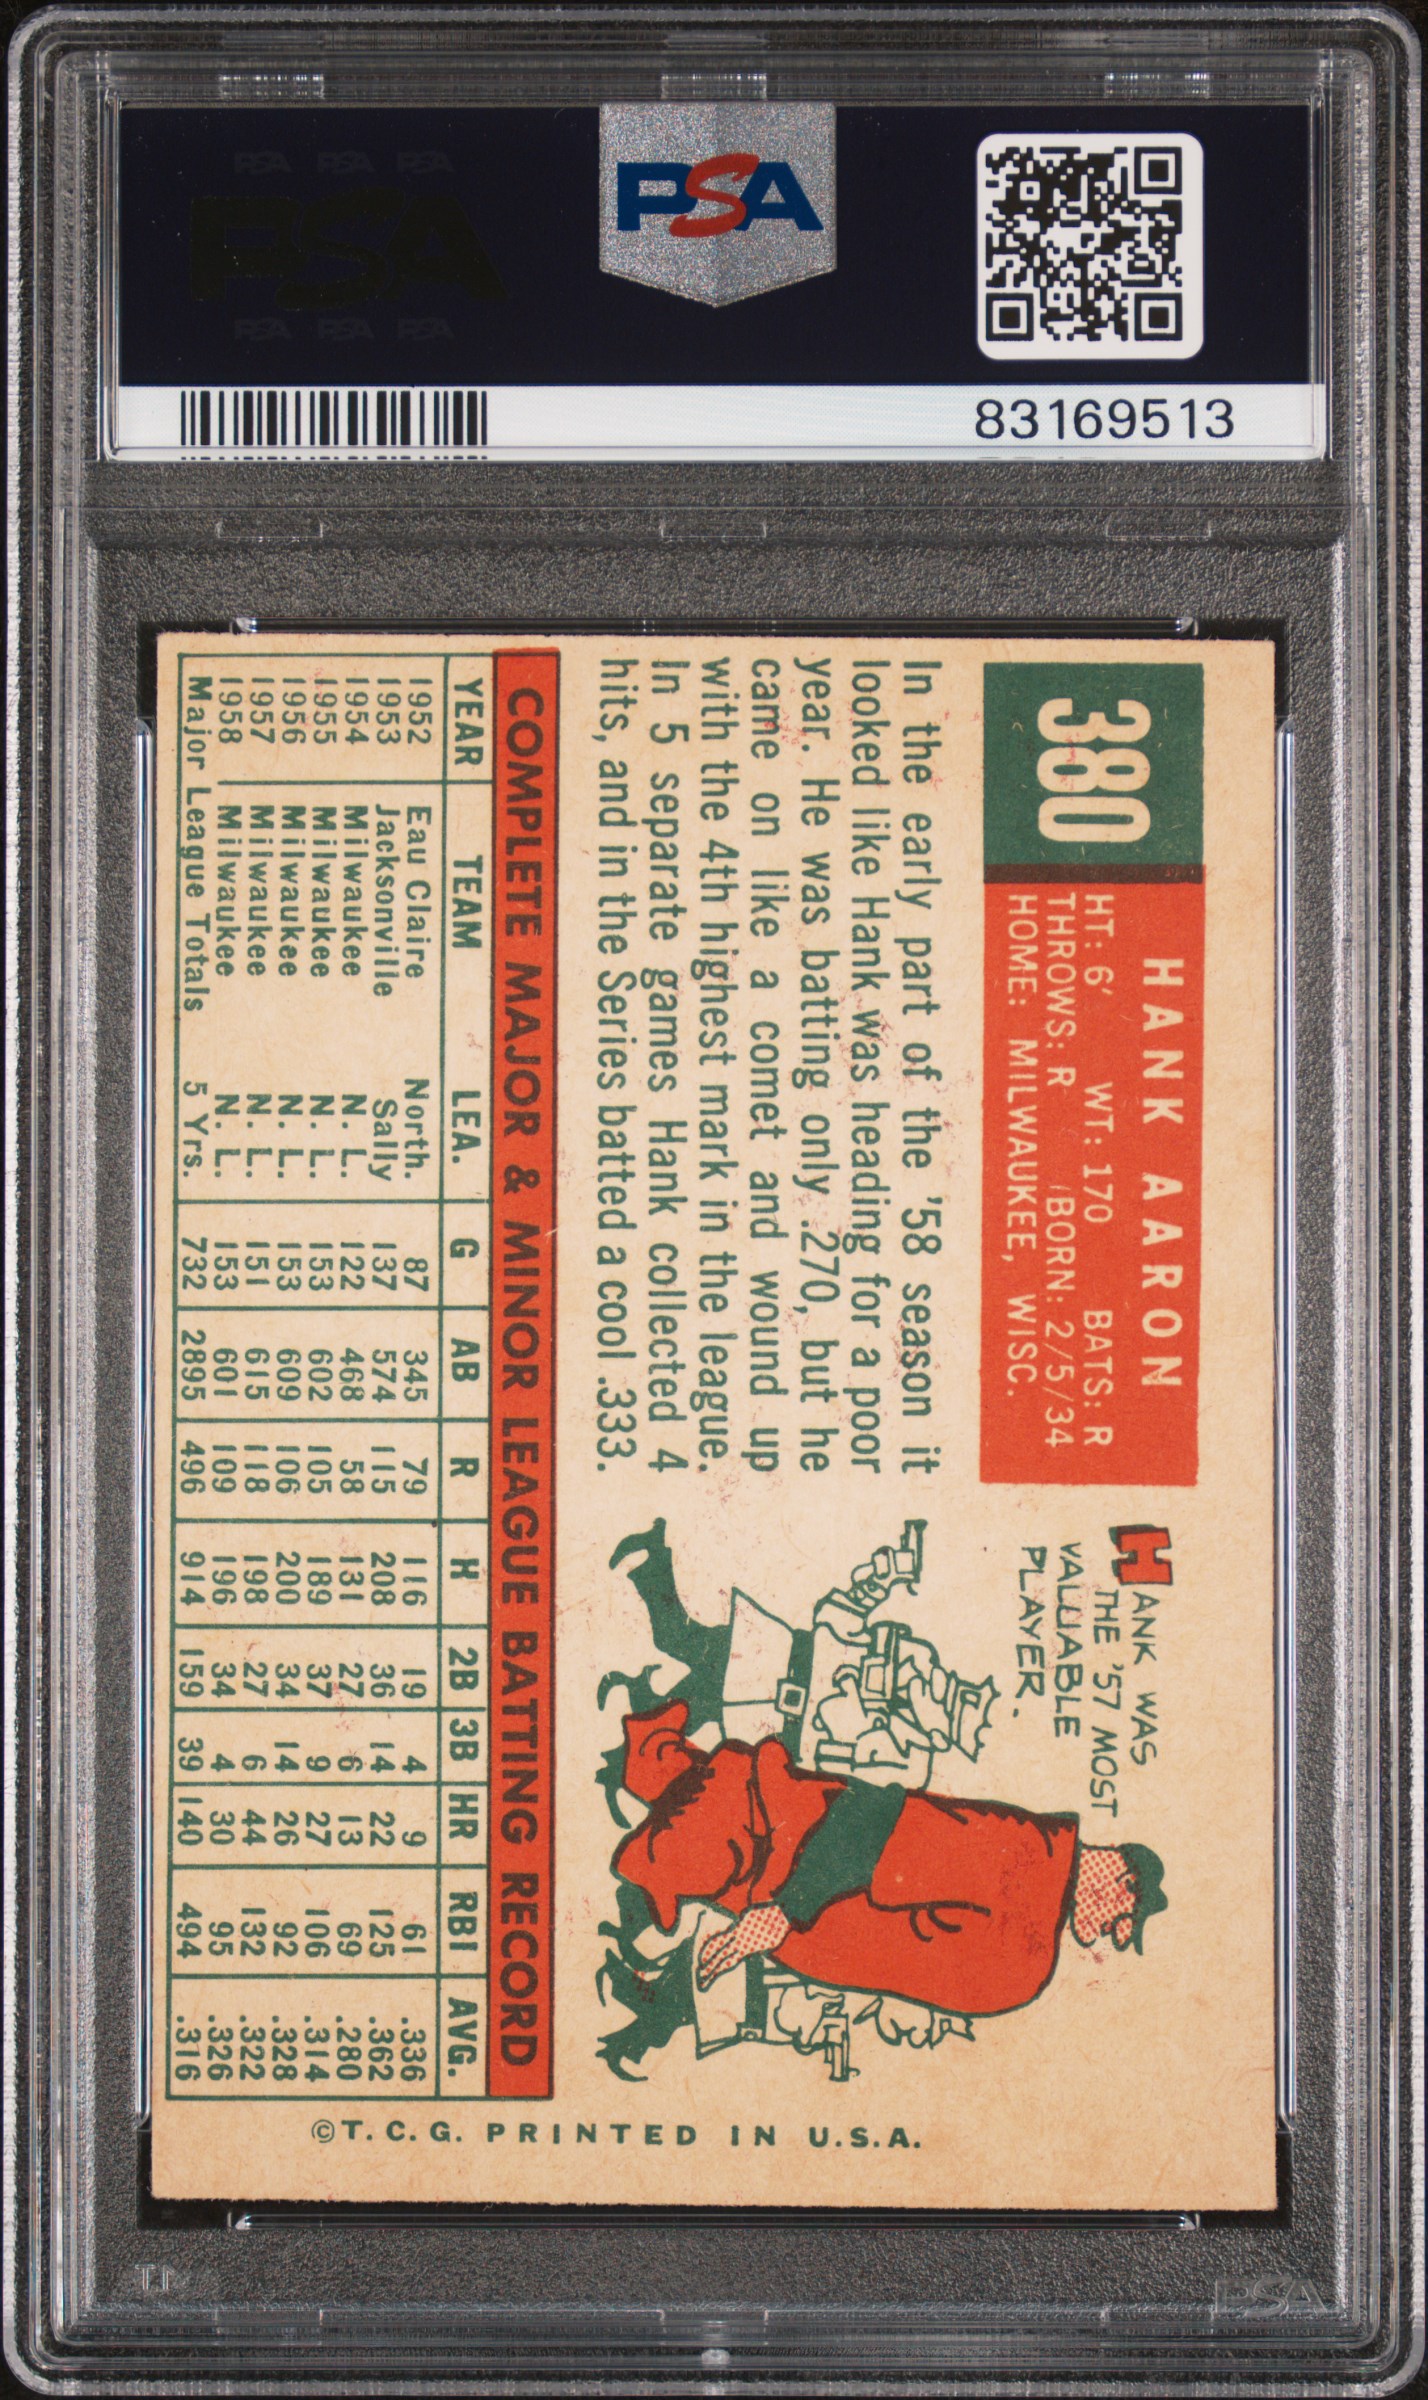 PSA
PSA PSA PSA
PSA
PSA PSA PSA
83169513
380
HANK AARON
HT: 6' WT: 170 BATS: R
THROWS: R BORN: 2/5/34
HOME: MILWAUKEE, WISC.
In the early part of the '58 season it
looked like Hank was heading for a poor
year. He was batting only .270, but he
came on like a comet and wound up
with the 4th highest mark in the league.
In 5 separate games Hank collected 4
hits, and in the Series batted a cool .333.
HANK WAS
THE '57 MOST
VALUABLE
PLAYER.
COMPLETE MAJOR & MINOR LEAGUE BATTING RECORD
YEAR TEAM LEA. G AB R H 2B 3B HR RBI AVG.
1952 Eau Claire North. 87 345 79 116 19 4 9 61 .336
1953 Jacksonville Sally 137 574 115 208 36 14 22 125 .362
1954 Milwaukee N. L. 122 468 58 131 27 6 13 69 .280
1955 Milwaukee N. L. 153 602 105 189 37 9 27 106 .314
1956 Milwaukee N. L. 153 609 106 200 34 14 26 92 .328
1957 Milwaukee N. L. 151 615 118 198 27 6 44 132 .322
1958 Milwaukee N. L. 153 601 109 196 34 4 30 95 .326
Major League Totals 5 Yrs. 732 2895 496 914 159 39 140 494 .316
©T. C. G. PRINTED IN U.S.A.
PSA